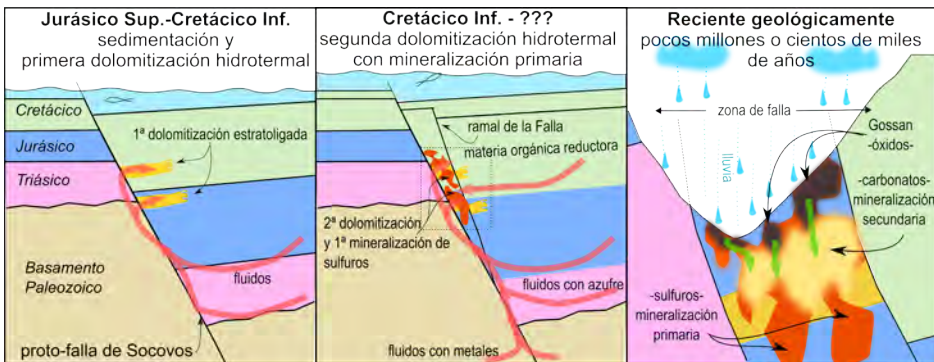 Jurásico Sup.-Cretácico Inf.
sedimentación y
primera dolomitización hidrotermal
Cretácico
1ª dolomitización estratoligada
Jurásico
Triásico
Basamento
Paleozoico
fluidos
proto-falla de Socovos
Cretácico Inf. - ???
segunda dolomitización hidrotermal
con mineralización primaria
ramal de la Falla
materia orgánica reductora
2ª dolomitización
y 1ª mineralización de
sulfuros
fluidos con azufre
fluidos con metales
Reciente geológicamente
pocos millones o cientos de miles
de años
zona de falla
Gossan
-óxidos-
lluvia
-carbonatos-
mineralización
secundaria
-sulfuros-
mineralización
primaria